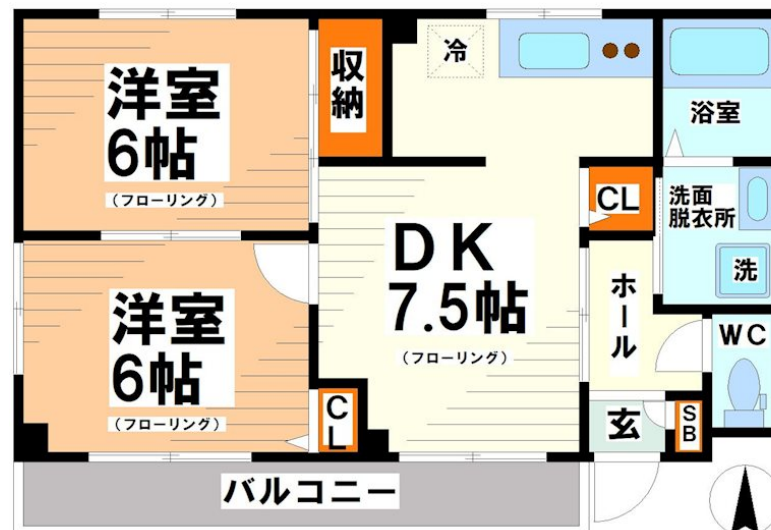 洋室
6帖
(フローリング)
収納
冷
浴室
洗面
脱衣所
洗
CL
DK
7.5帖
(フローリング)
ホール
WC
洋室
6帖
(フローリング)
CL
玄
SB
バルコニー